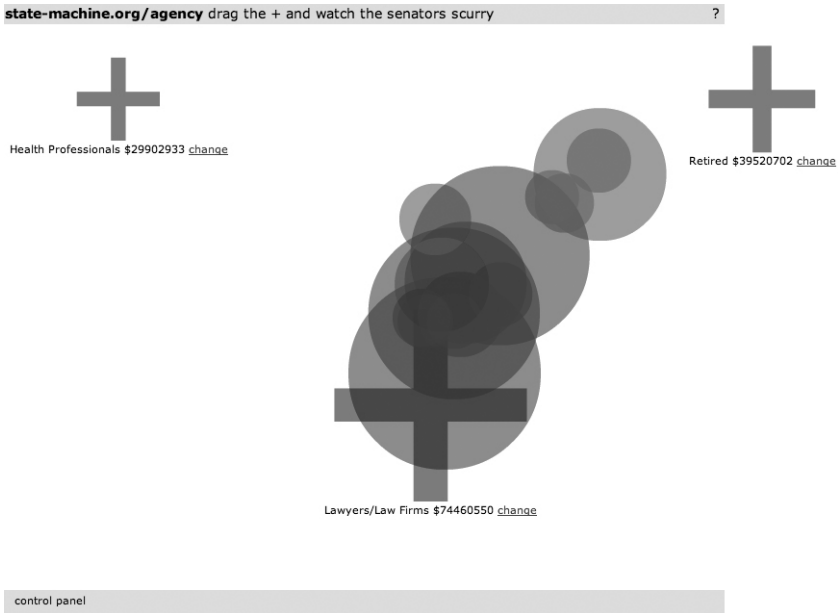 state-machine.org/agency drag the + and watch the senators scurry ?
Health Professionals $29902933 change
Retired $39520702 change
Lawyers/Law Firms $74460550 change
control panel